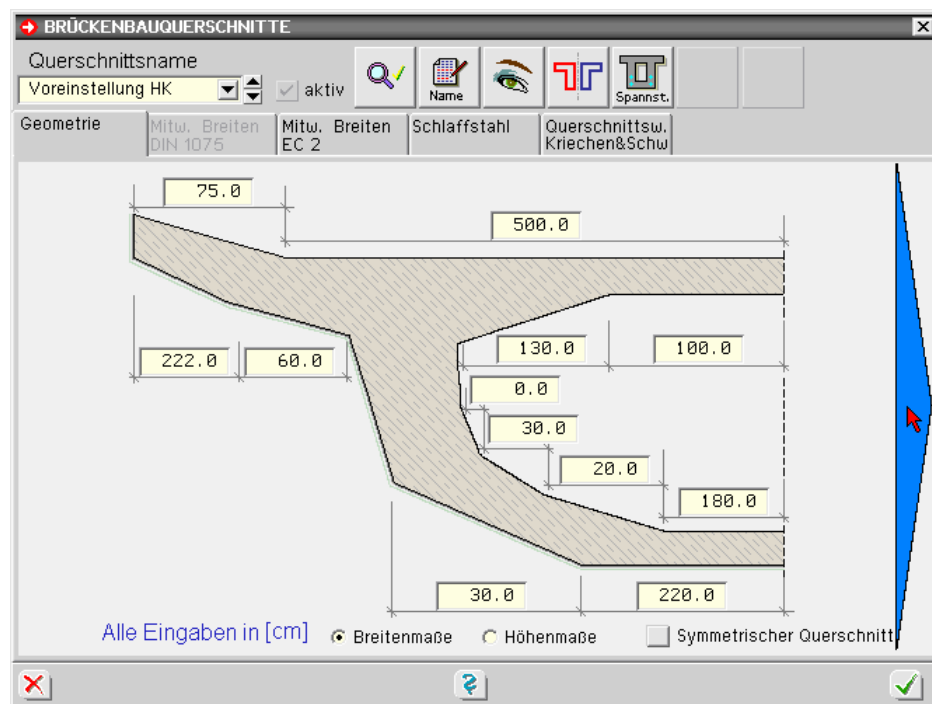 BRÜCKENBAUQUERSCHNITTE
Querschnittsname
Voreinstellung HK
aktiv
Name
Spannst.
Geometrie
Mitw. Breiten
DIN 1075
Mitw. Breiten
EC 2
Schlaffstahl
Querschnittsw.
Kriechen&Schw
75.0
500.0
222.0
60.0
130.0
100.0
0.0
30.0
20.0
180.0
30.0
220.0
Alle Eingaben in [cm]
Breitenmaße
Höhenmaße
Symmetrischer Querschnitt